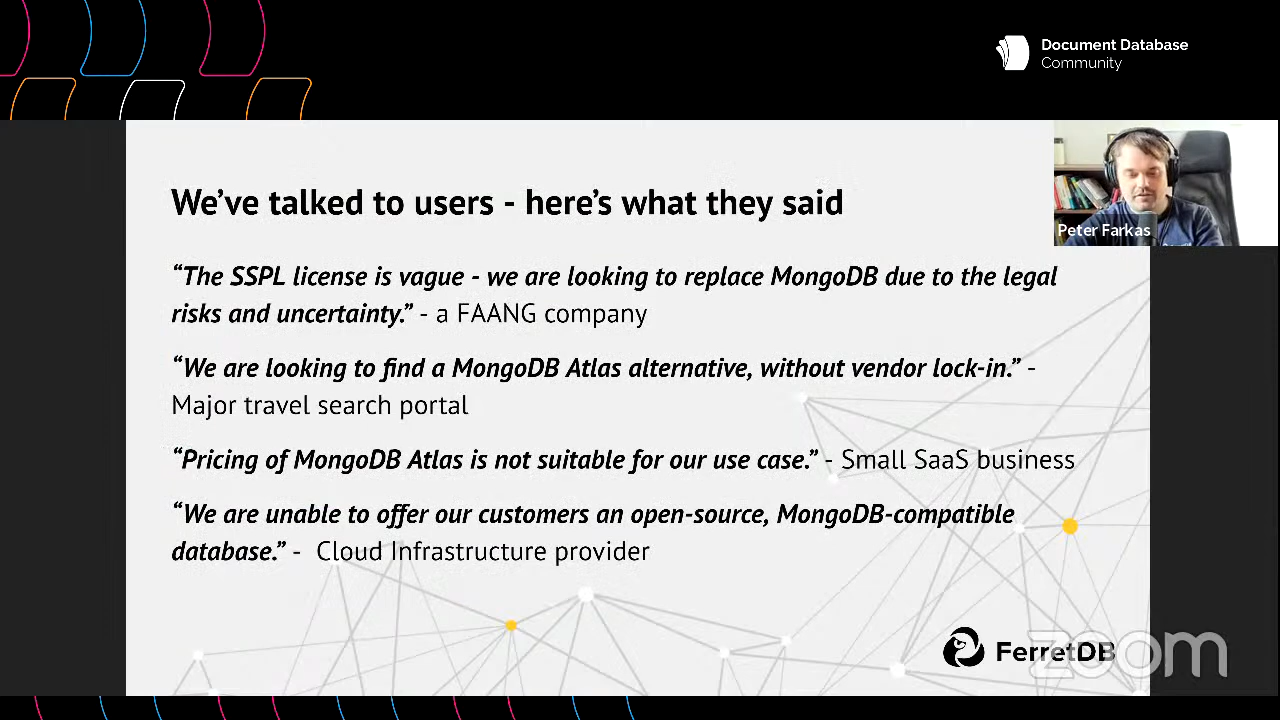 Document Database
Community
We’ve talked to users - here’s what they said
“The SSPL license is vague - we are looking to replace MongoDB due to the legal
risks and uncertainty.” - a FAANG company
“We are looking to find a MongoDB Atlas alternative, without vendor lock-in.” -
Major travel search portal
“Pricing of MongoDB Atlas is not suitable for our use case.” - Small SaaS business
“We are unable to offer our customers an open-source, MongoDB-compatible
database.” - Cloud Infrastructure provider
Peter Farkas
FerretDB
zoom